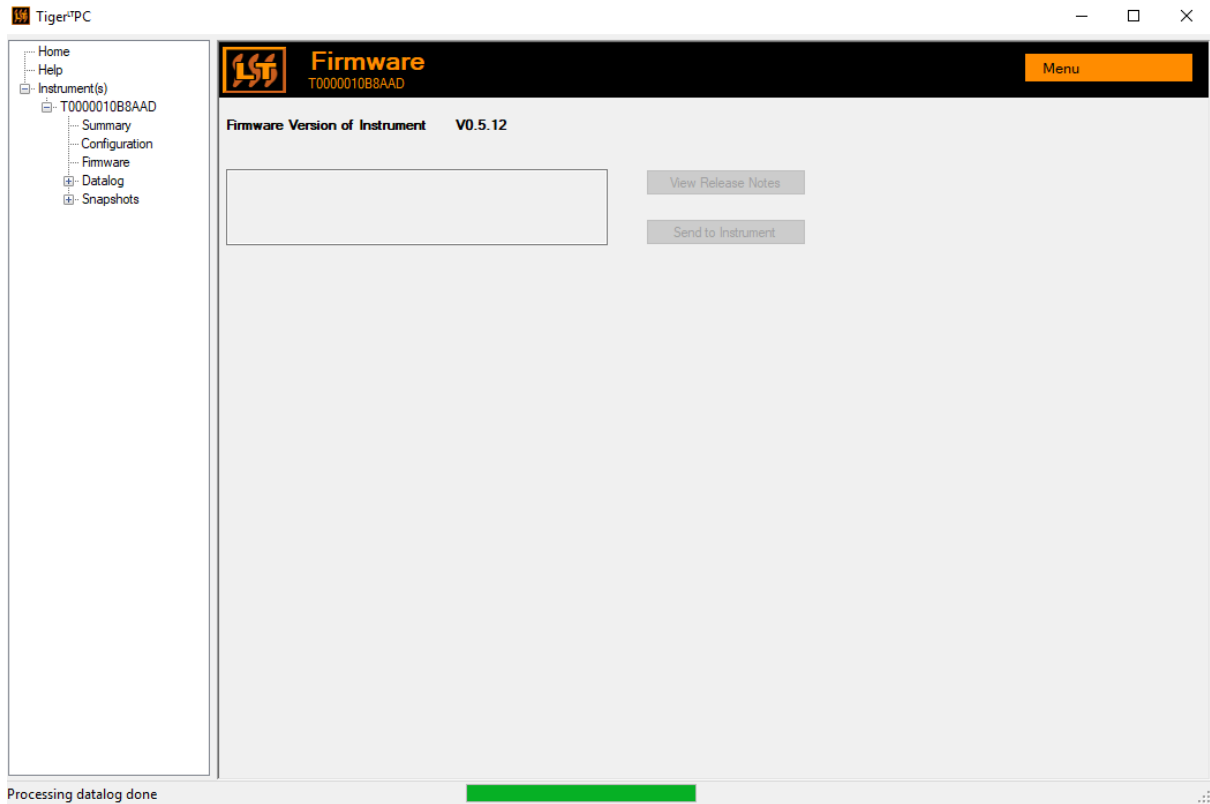 TigerᴸᵀPC
Home
Help
Instrument(s)
T0000010B8AAD
Summary
Configuration
Firmware
Datalog
Snapshots
Firmware
T0000010B8AAD
Menu
Firmware Version of Instrument V0.5.12
View Release Notes
Send to Instrument
Processing datalog done